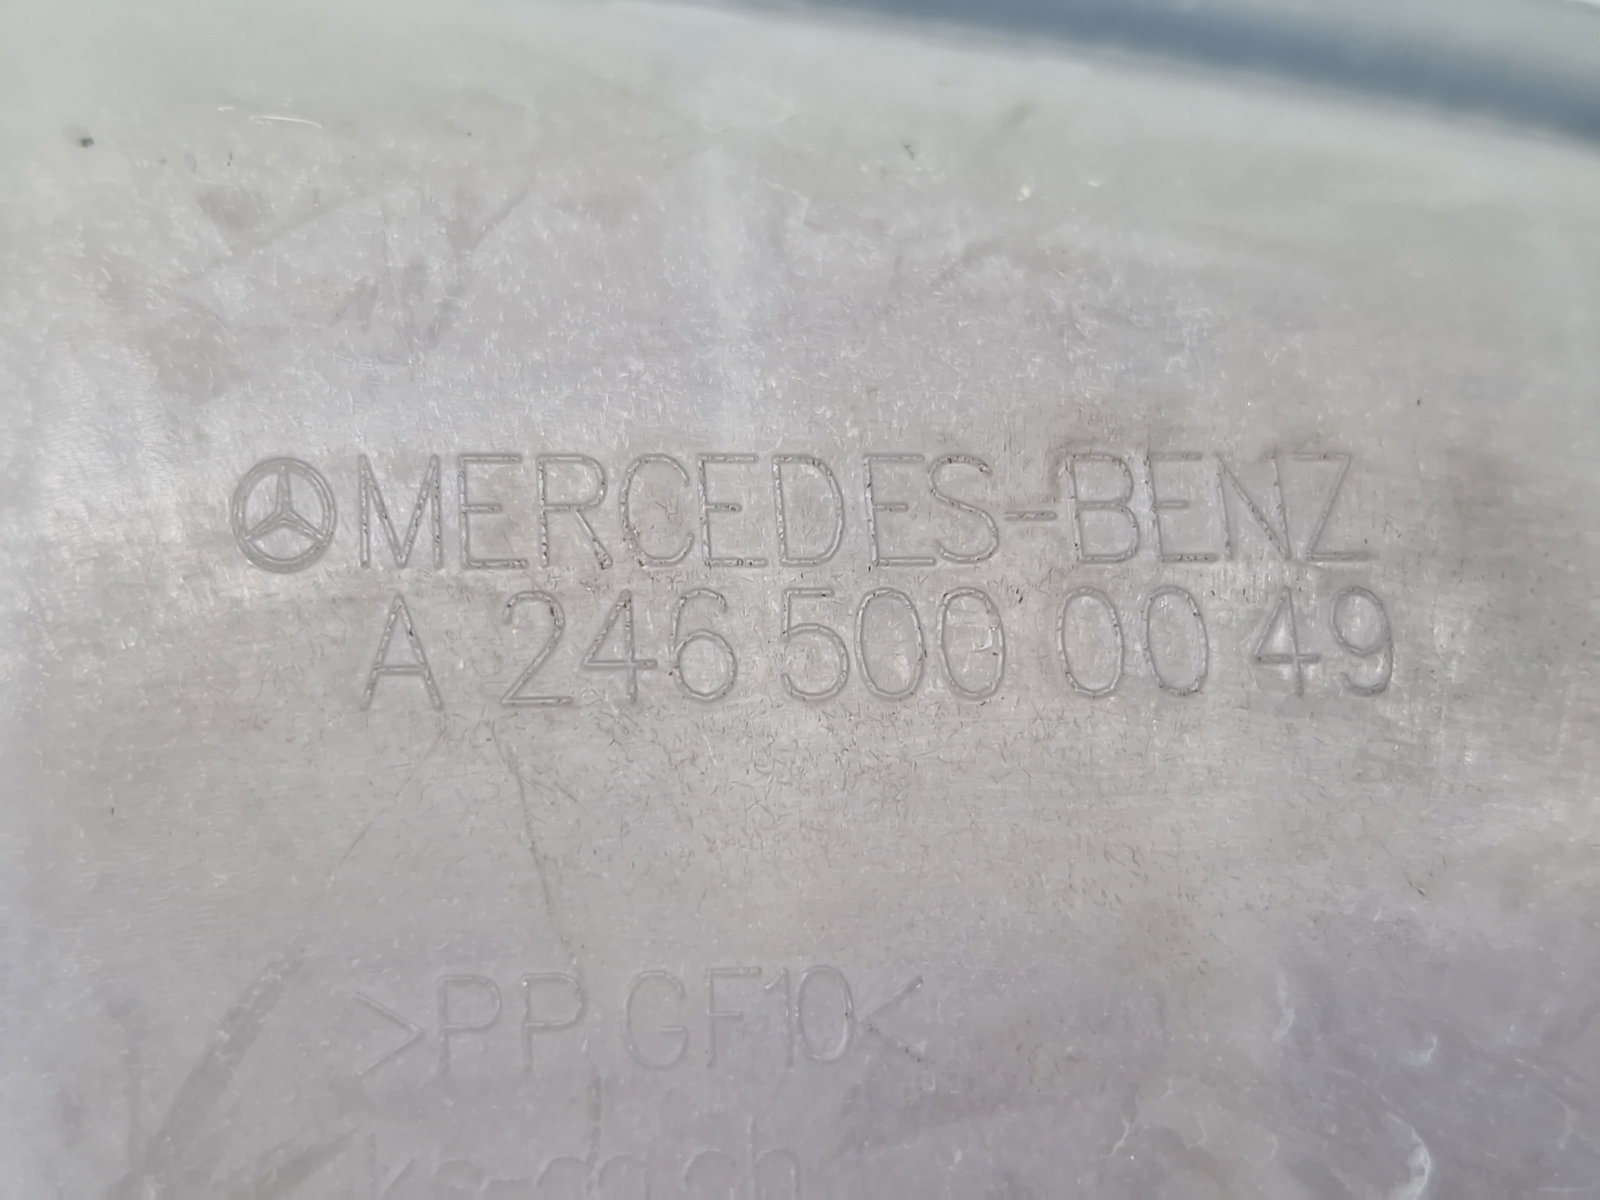 MERCEDES-BENZ
A 246 500 00 49
>PP GF10<